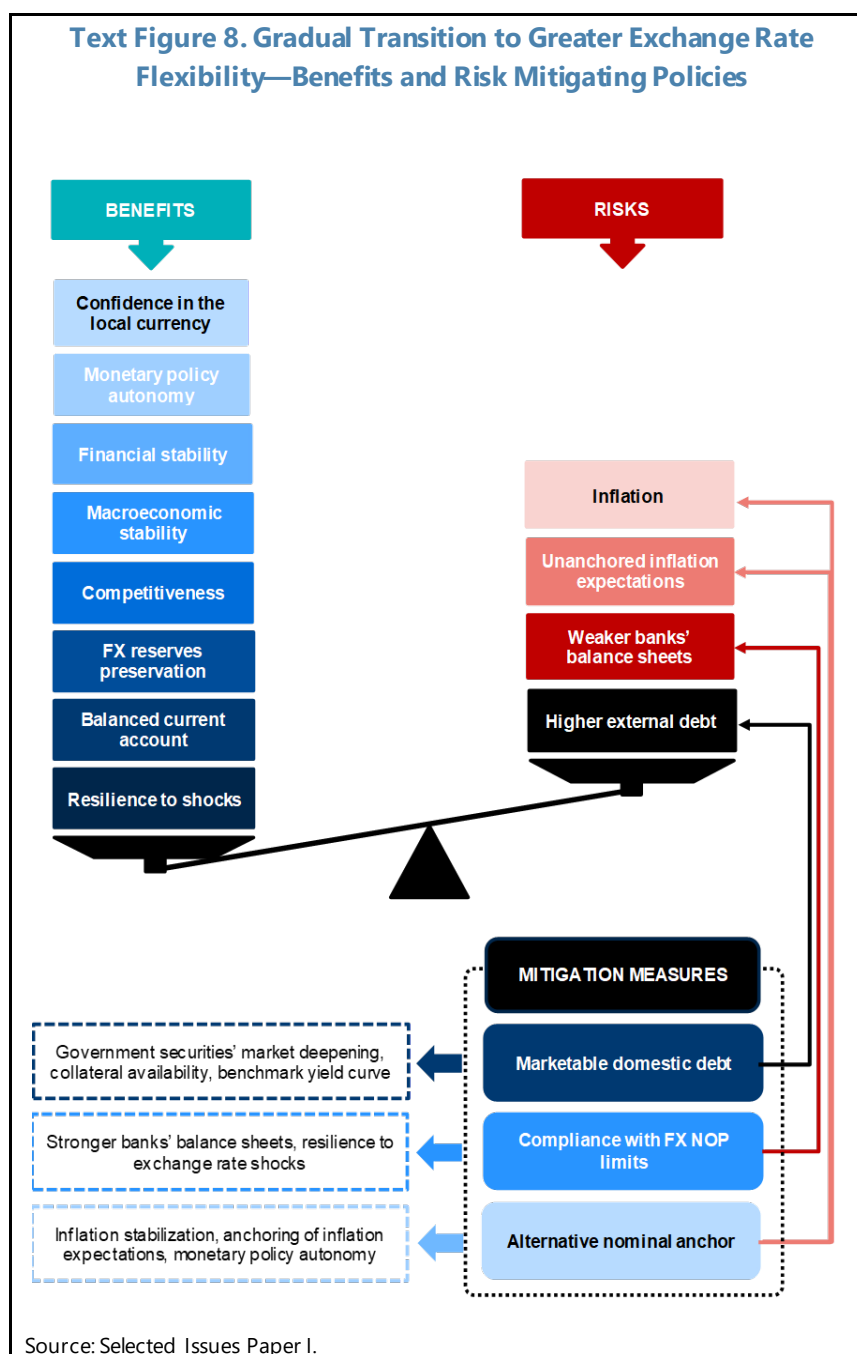 Text Figure 8. Gradual Transition to Greater Exchange Rate
Flexibility—Benefits and Risk Mitigating Policies
BENEFITS
Confidence in the
local currency
Monetary policy
autonomy
Financial stability
Macroeconomic
stability
Competitiveness
FX reserves
preservation
Balanced current
account
Resilience to shocks
RISKS
Inflation
Unanchored inflation
expectations
Weaker banks’
balance sheets
Higher external debt
MITIGATION MEASURES
Marketable domestic debt
Government securities’ market deepening,
collateral availability, benchmark yield curve
Compliance with FX NOP
limits
Stronger banks’ balance sheets, resilience to
exchange rate shocks
Alternative nominal anchor
Inflation stabilization, anchoring of inflation
expectations, monetary policy autonomy
Source: Selected Issues Paper I.